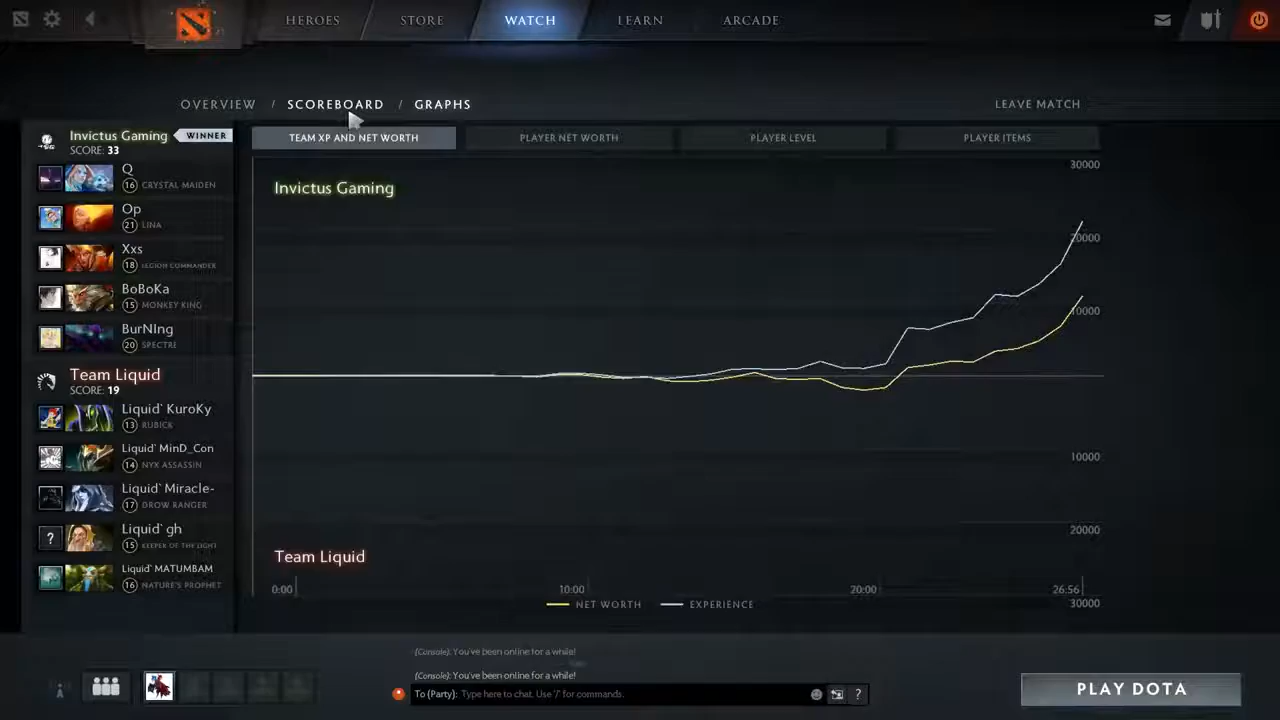 HEROES
STORE
WATCH
LEARN
ARCADE
OVERVIEW / SCOREBOARD / GRAPHS
LEAVE MATCH
Invictus Gaming WINNER
SCORE: 33
Q
16 CRYSTAL MAIDEN
Op
21 LINA
Xxs
18 LEGION COMMANDER
BoBoKa
15 MONKEY KING
BurNIng
20 SPECTRE
Team Liquid
SCORE: 19
Liquid` KuroKy
13 RUBICK
Liquid` MinD_Con
14 NYX ASSASSIN
Liquid` Miracle-
17 DROW RANGER
?
Liquid` gh
15 KEEPER OF THE LIGHT
Liquid` MATUMBAM
16 NATURE'S PROPHET
TEAM XP AND NET WORTH
PLAYER NET WORTH
PLAYER LEVEL
PLAYER ITEMS
Invictus Gaming
30000
20000
10000
10000
20000
30000
Team Liquid
0:00
10:00
20:00
26:56
NET WORTH
EXPERIENCE
(Console): You've been online for a while!
(Console): You've been online for a while!
To (Party): Type here to chat. Use '/' for commands.
?
PLAY DOTA